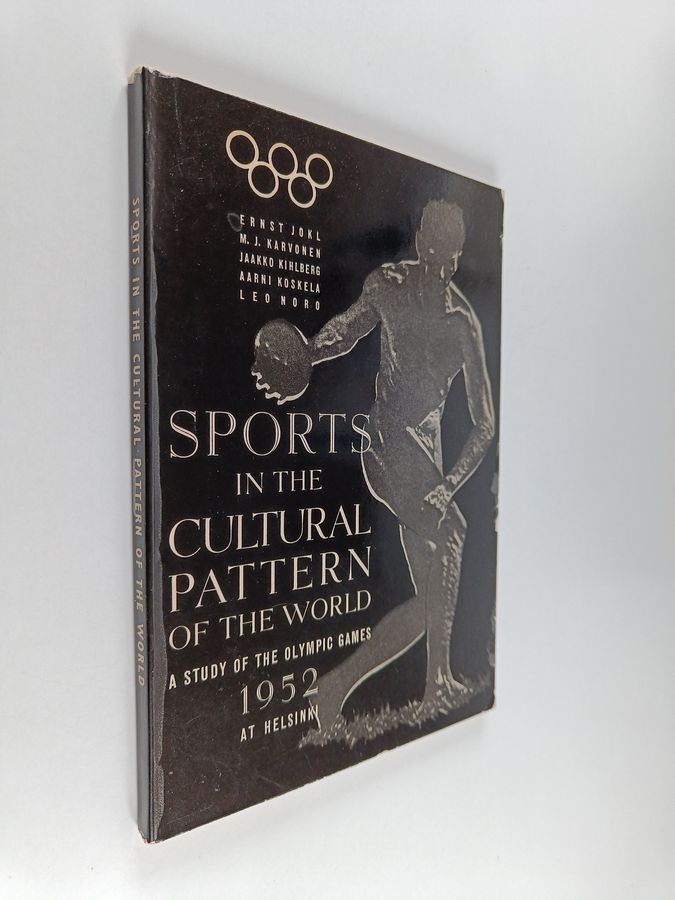 ERNST JOKL
M. J. KARVONEN
JAAKKO KIHLBERG
AARNI KOSKELA
LEO NORO
SPORTS
IN THE
CULTURAL
PATTERN
OF THE WORLD
A STUDY OF THE OLYMPIC GAMES
1952
AT HELSINKI
SPORTS IN THE CULTURAL PATTERN OF THE WORLD